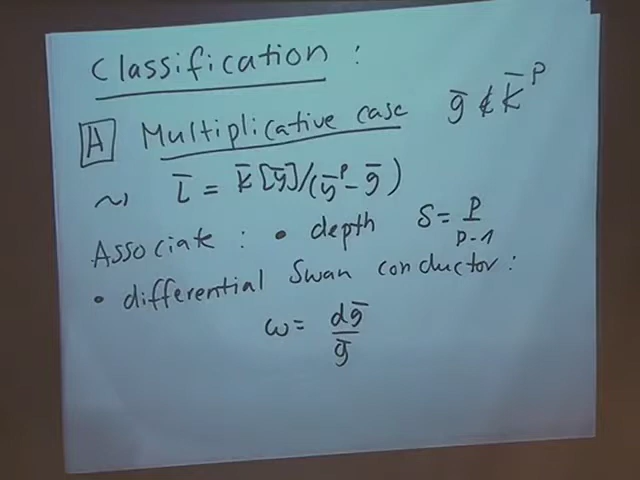 Classification :
A Multiplicative case ḡ ∉ k̄^p
~> l̄ = k̄[ȳ]/(ȳ^p - ḡ)
Associate : • depth δ = p/(p-1)
• differential Swan conductor :
ω = dḡ/ḡ